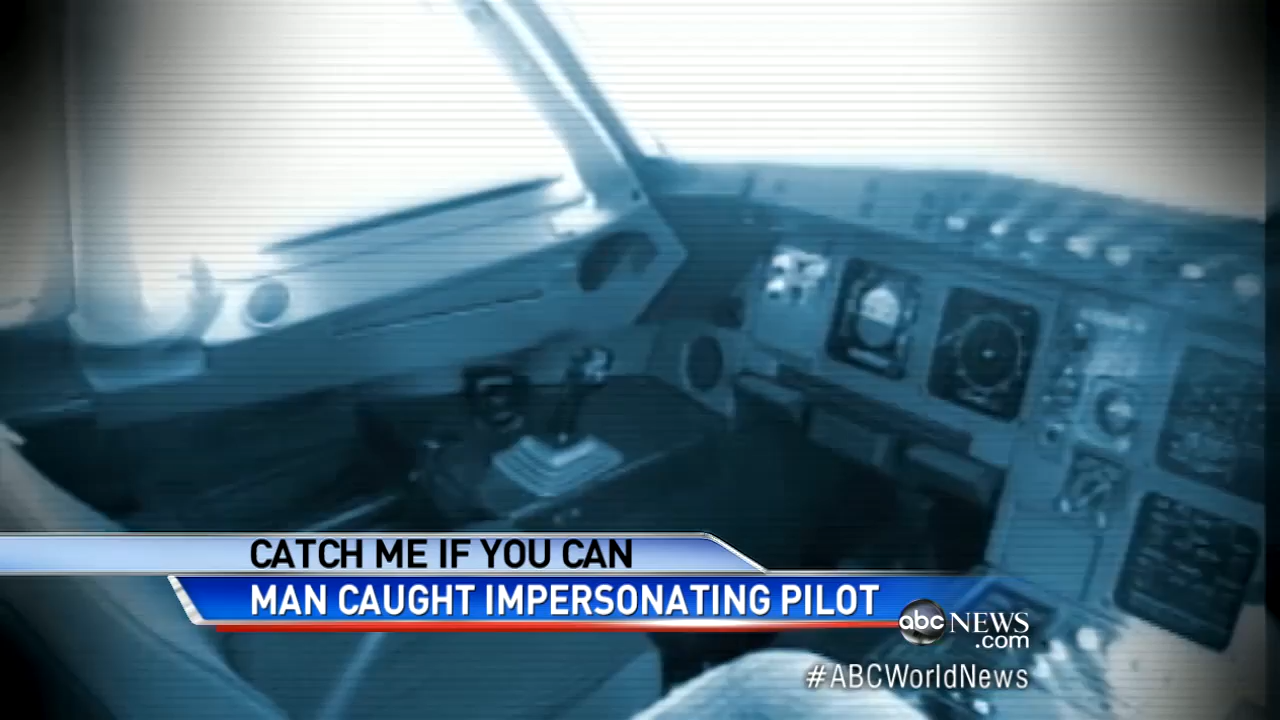 CATCH ME IF YOU CAN
MAN CAUGHT IMPERSONATING PILOT
abc NEWS
.com
#ABCWorldNews